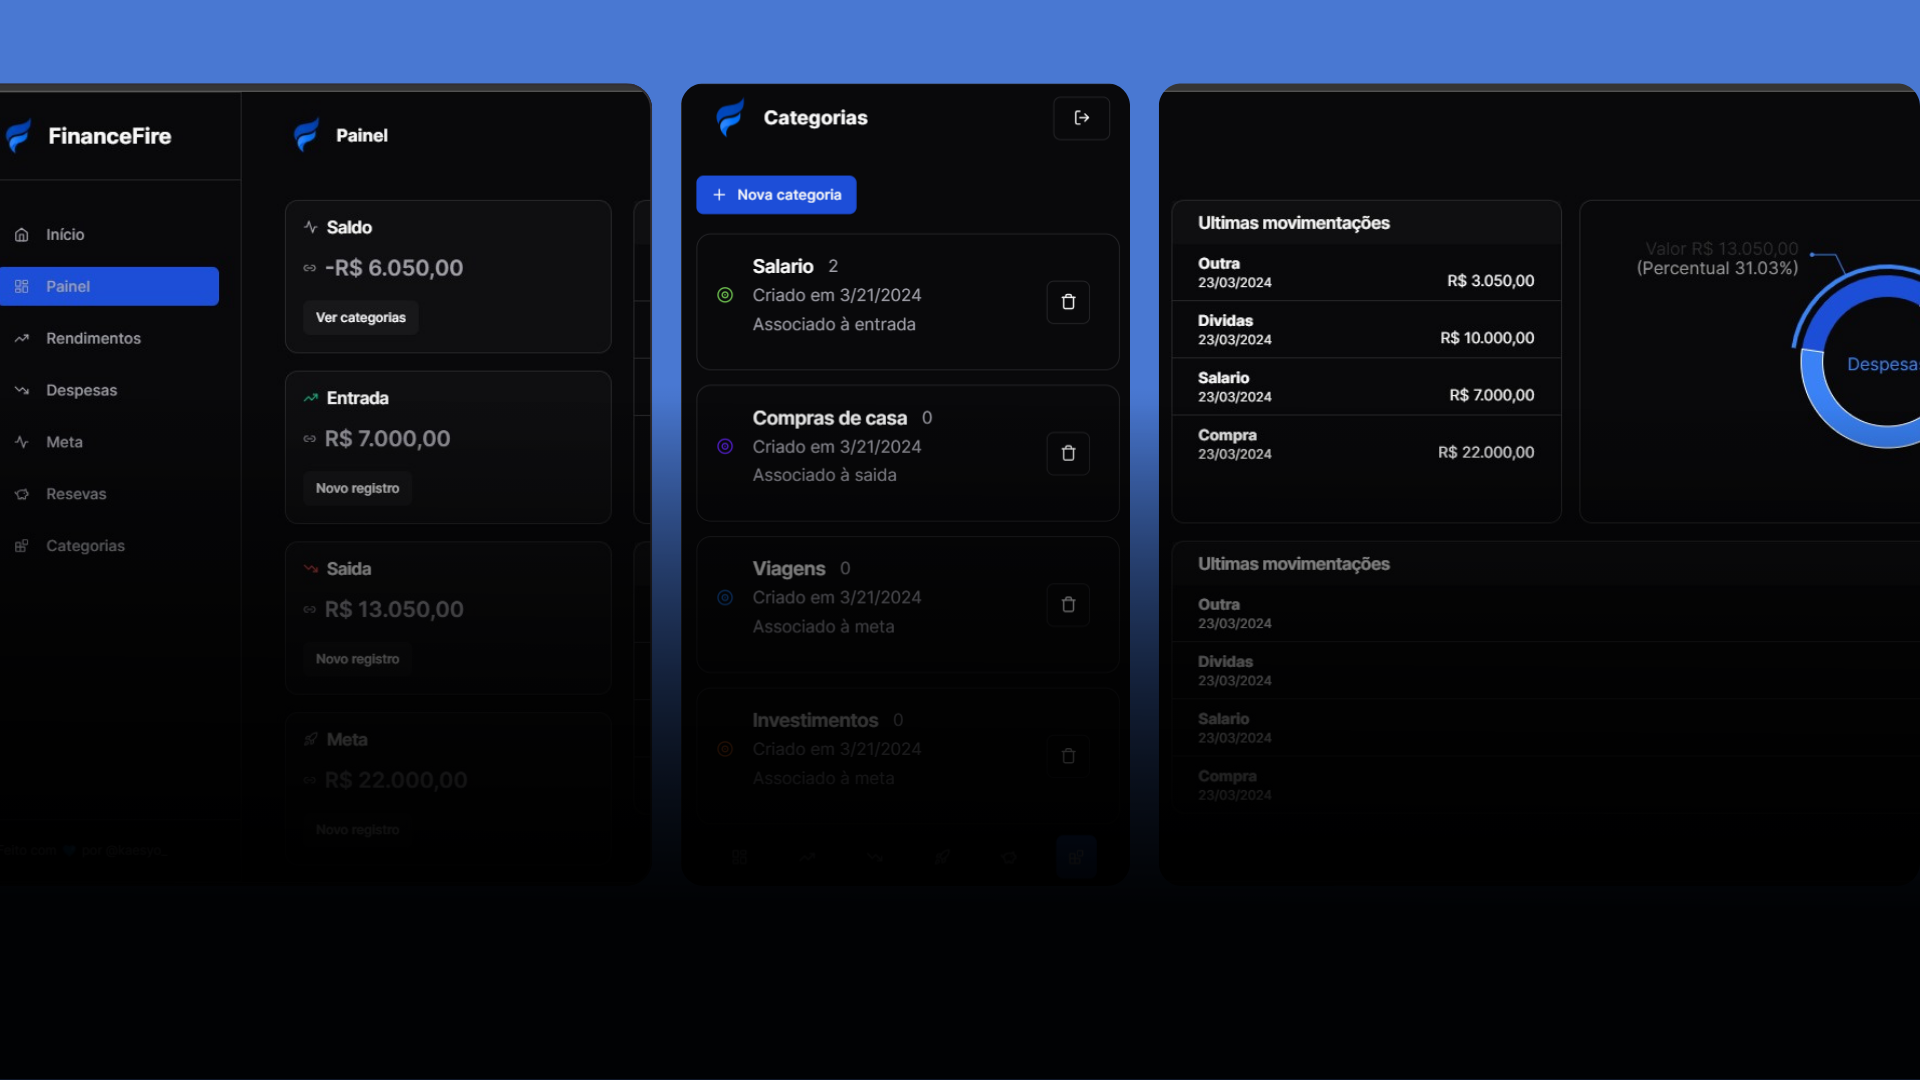 FinanceFire
Início
Painel
Rendimentos
Despesas
Meta
Resevas
Categorias
Painel
Saldo
-R$ 6.050,00
Ver categorias
Entrada
R$ 7.000,00
Novo registro
Saida
R$ 13.050,00
Novo registro
Meta
R$ 22.000,00
Novo registro
Categorias
Nova categoria
Salario 2
Criado em 3/21/2024
Associado à entrada
Compras de casa 0
Criado em 3/21/2024
Associado à saida
Viagens 0
Criado em 3/21/2024
Associado à meta
Investimentos 0
Criado em 3/21/2024
Associado à meta
Ultimas movimentações
Outra
23/03/2024
R$ 3.050,00
Dividas
23/03/2024
R$ 10.000,00
Salario
23/03/2024
R$ 7.000,00
Compra
23/03/2024
R$ 22.000,00
Valor R$ 13.050,00
(Percentual 31.03%)
Despesas
Ultimas movimentações
Outra
23/03/2024
Dividas
23/03/2024
Salario
23/03/2024
Compra
23/03/2024